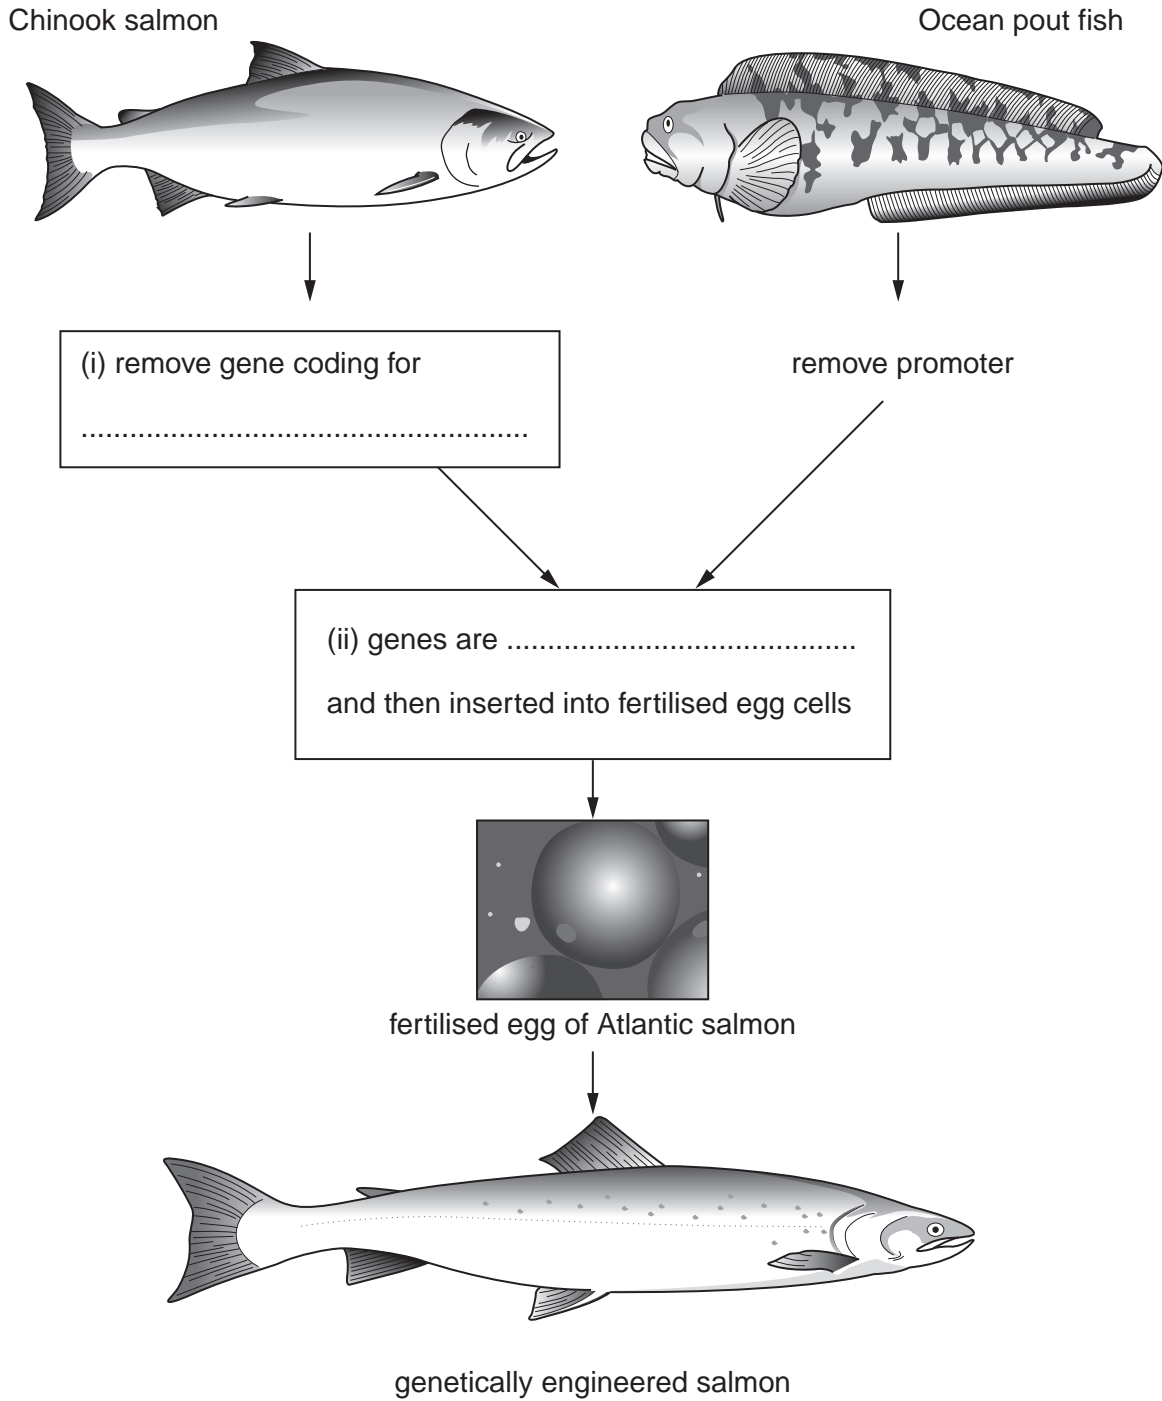 Chinook salmon
Ocean pout fish
(i) remove gene coding for
......................................................
remove promoter
(ii) genes are ..........................................
and then inserted into fertilised egg cells
fertilised egg of Atlantic salmon
genetically engineered salmon